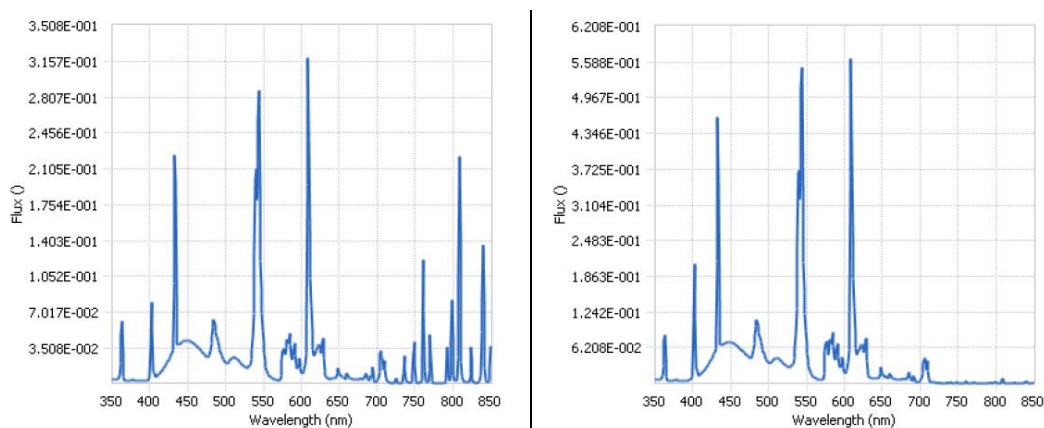 3.508E-001
3.157E-001
2.807E-001
2.456E-001
2.105E-001
1.754E-001
1.403E-001
1.052E-001
7.017E-002
3.508E-002
Flux ()
350 400 450 500 550 600 650 700 750 800 850
Wavelength (nm)
6.208E-001
5.588E-001
4.967E-001
4.346E-001
3.725E-001
3.104E-001
2.483E-001
1.863E-001
1.242E-001
6.208E-002
Flux ()
350 400 450 500 550 600 650 700 750 800 850
Wavelength (nm)